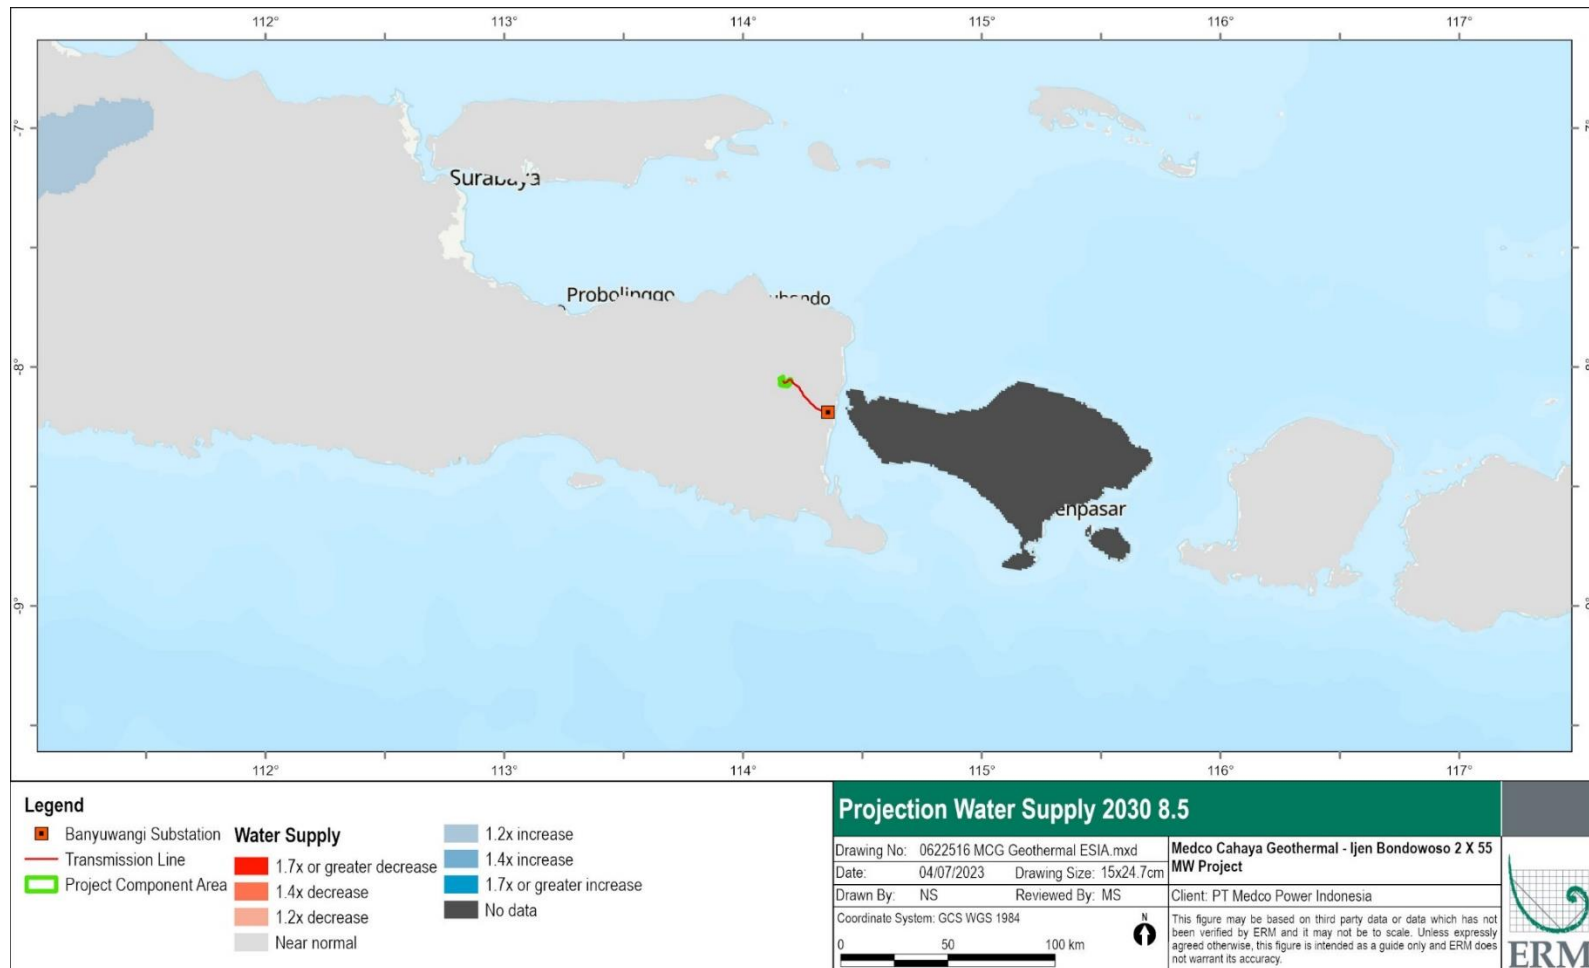 112° 113° 114° 115° 116° 117°
-7°
Surabaya
Probolinggo
-8°
enpasar
-9°
112° 113° 114° 115° 116° 117°
Legend
Banyuwangi Substation
Transmission Line
Project Component Area
Water Supply
1.7x or greater decrease
1.4x decrease
1.2x decrease
Near normal
1.2x increase
1.4x increase
1.7x or greater increase
No data
Projection Water Supply 2030 8.5
Drawing No: 0622516 MCG Geothermal ESIA.mxd
Date: 04/07/2023 Drawing Size: 15x24.7cm
Drawn By: NS Reviewed By: MS
Coordinate System: GCS WGS 1984
N
0 50 100 km
Medco Cahaya Geothermal - Ijen Bondowoso 2 X 55
MW Project
Client: PT Medco Power Indonesia
This figure may be based on third party data or data which has not
been verified by ERM and it may not be to scale. Unless expressly
agreed otherwise, this figure is intended as a guide only and ERM does
not warrant its accuracy.
ERM